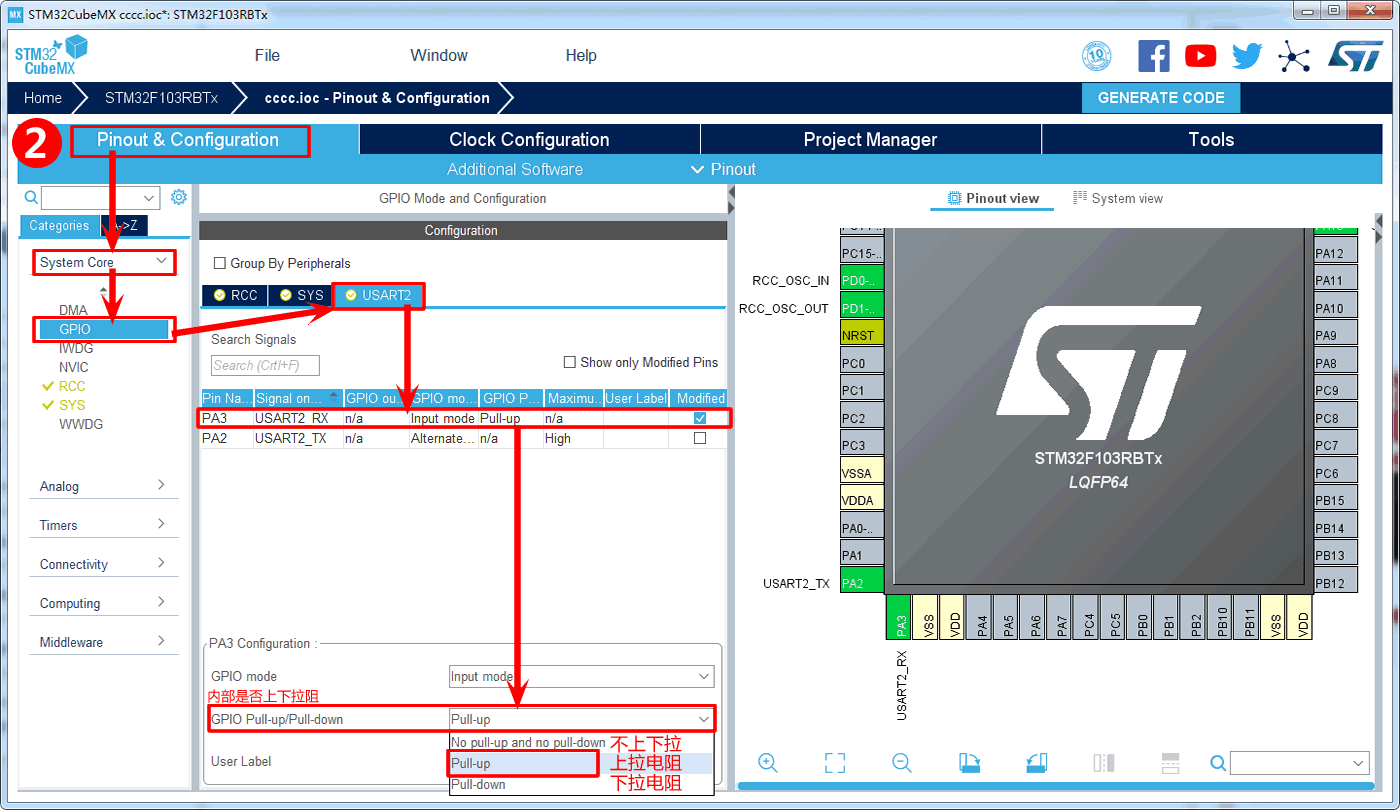 MX STM32CubeMX cccc.ioc*: STM32F103RBTx
STM32
CubeMX
File
Window
Help
10
ST
Home
STM32F103RBTx
cccc.ioc - Pinout & Configuration
GENERATE CODE
2
Pinout & Configuration
Clock Configuration
Project Manager
Tools
Additional Software
Pinout
GPIO Mode and Configuration
Pinout view
System view
Categories
A->Z
Configuration
System Core
Group By Peripherals
RCC
SYS
USART2
DMA
GPIO
IWDG
NVIC
RCC
SYS
WWDG
Search Signals
Search (Crtl+F)
Show only Modified Pins
Pin Na... Signal on... GPIO ou... GPIO mo... GPIO P... Maximu... User Label Modified
PA3 USART2_RX n/a Input mode Pull-up n/a
PA2 USART2_TX n/a Alternate... n/a High
Analog
Timers
Connectivity
Computing
Middleware
PA3 Configuration :
GPIO mode
Input mode
内部是否上下拉阻
GPIO Pull-up/Pull-down
Pull-up
No pull-up and no pull-down 不上下拉
User Label
Pull-up 上拉电阻
Pull-down 下拉电阻
PC15-..
RCC_OSC_IN PD0-..
RCC_OSC_OUT PD1-..
NRST
PC0
PC1
PC2
PC3
VSSA
VDDA
PA0-..
PA1
USART2_TX PA2
STM32F103RBTx
LQFP64
PA12
PA11
PA10
PA9
PA8
PC9
PC8
PC7
PC6
PB15
PB14
PB13
PB12
PA3
VSS
VDD
PA4
PA5
PA6
PA7
PC4
PC5
PB0
PB1
PB2
PB10
PB11
VSS
VDD
USART2_RX